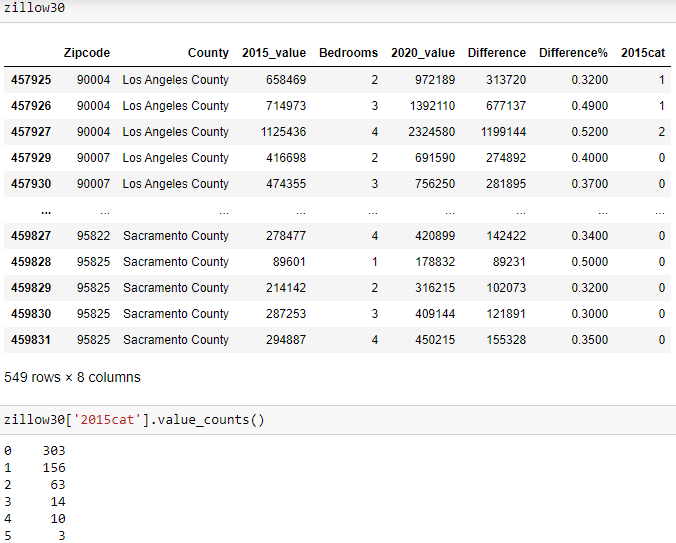 zillow30
Zipcode County 2015_value Bedrooms 2020_value Difference Difference% 2015cat
457925 90004 Los Angeles County 658469 2 972189 313720 0.3200 1
457926 90004 Los Angeles County 714973 3 1392110 677137 0.4900 1
457927 90004 Los Angeles County 1125436 4 2324580 1199144 0.5200 2
457929 90007 Los Angeles County 416698 2 691590 274892 0.4000 0
457930 90007 Los Angeles County 474355 3 756250 281895 0.3700 0
... ... ... ... ... ... ... ... ...
459827 95822 Sacramento County 278477 4 420899 142422 0.3400 0
459828 95825 Sacramento County 89601 1 178832 89231 0.5000 0
459829 95825 Sacramento County 214142 2 316215 102073 0.3200 0
459830 95825 Sacramento County 287253 3 409144 121891 0.3000 0
459831 95825 Sacramento County 294887 4 450215 155328 0.3500 0
549 rows × 8 columns
zillow30['2015cat'].value_counts()
0 303
1 156
2 63
3 14
4 10
5 3